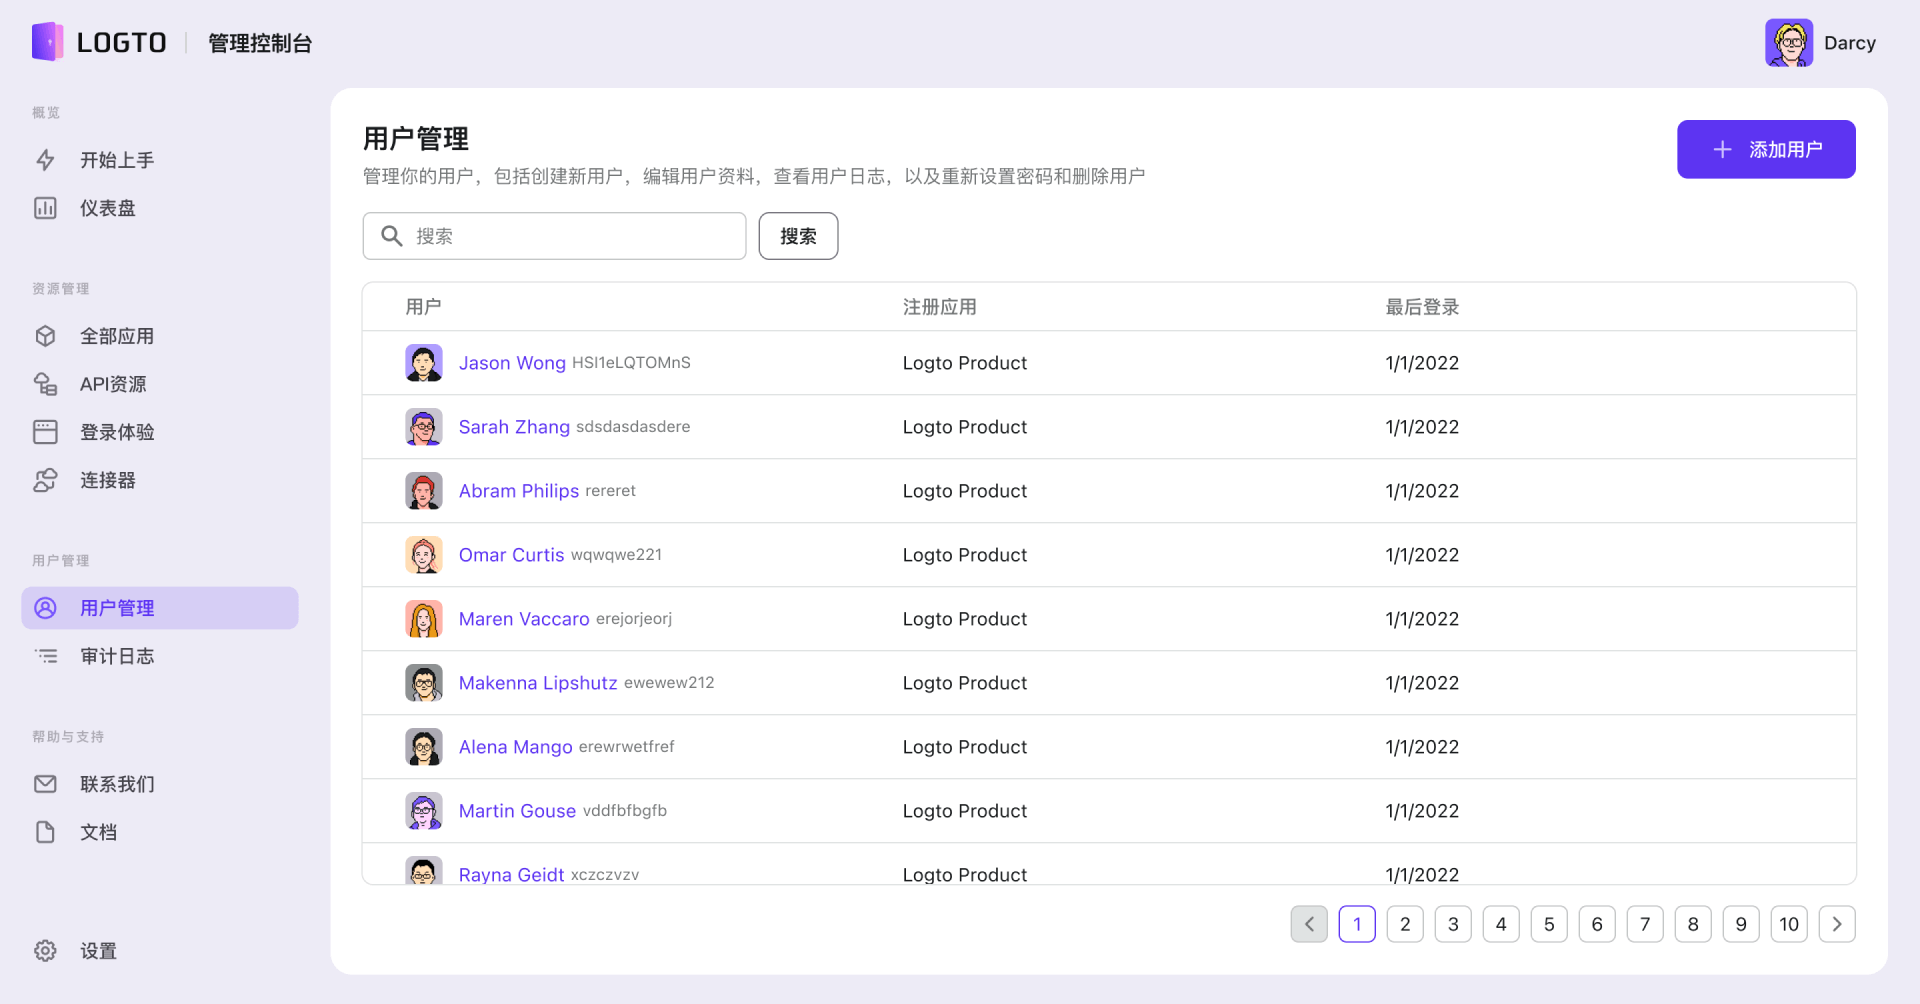 LOGTO 管理控制台
Darcy
概览
开始上手
仪表盘
资源管理
全部应用
API资源
登录体验
连接器
用户管理
用户管理
审计日志
帮助与支持
联系我们
文档
设置
用户管理
管理你的用户，包括创建新用户，编辑用户资料，查看用户日志，以及重新设置密码和删除用户
添加用户
搜索 搜索
用户 注册应用 最后登录
Jason Wong HSI1eLQTOMnS Logto Product 1/1/2022
Sarah Zhang sdsdasdasdere Logto Product 1/1/2022
Abram Philips rereret Logto Product 1/1/2022
Omar Curtis wqwqwe221 Logto Product 1/1/2022
Maren Vaccaro erejorjeorj Logto Product 1/1/2022
Makenna Lipshutz ewewew212 Logto Product 1/1/2022
Alena Mango erewrwetfref Logto Product 1/1/2022
Martin Gouse vddfbfbgfb Logto Product 1/1/2022
Rayna Geidt xczczvzv Logto Product 1/1/2022
1 2 3 4 5 6 7 8 9 10